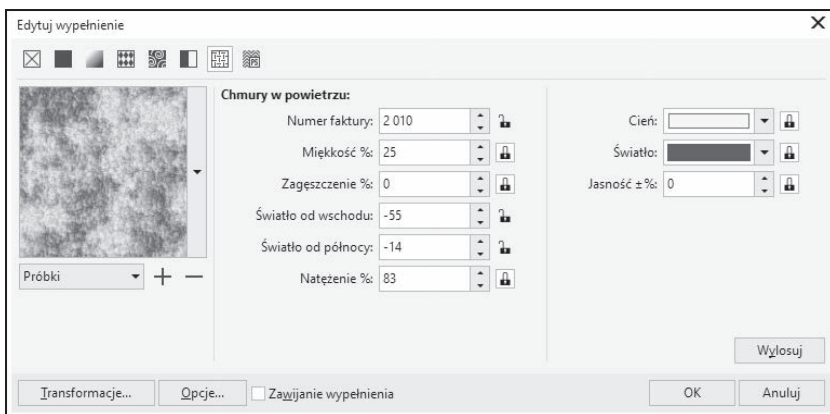 Edytuj wypełnienie
Chmury w powietrzu:
Numer faktury: 2 010
Miękkość %: 25
Zagęszczenie %: 0
Światło od wschodu: -55
Światło od północy: -14
Natężenie %: 83
Cień:
Światło:
Jasność ±%: 0
Próbki
Wylosuj
Transformacje... Opcje... Zawijanie wypełnienia OK Anuluj